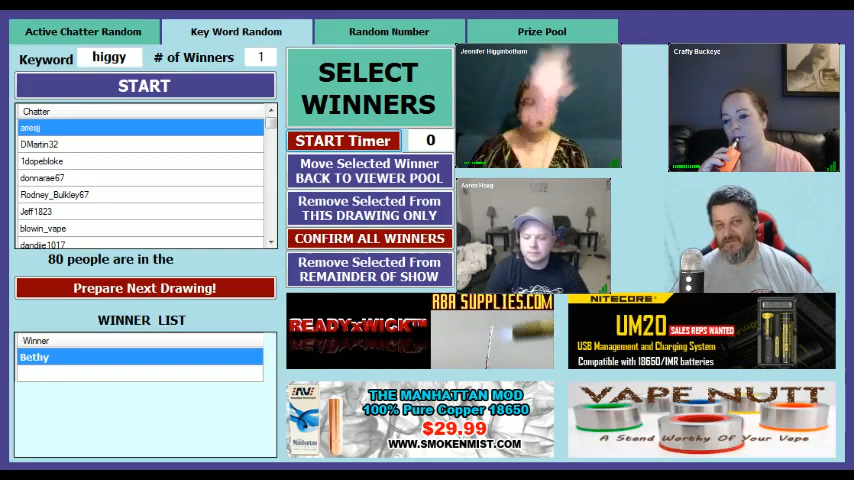 Active Chatter Random
Key Word Random
Random Number
Prize Pool
Keyword
higgy
# of Winners
1
START
Chatter
ariesjj
DMartin32
1dopebloke
donnarae67
Rodney_Bulkley67
Jeff1823
blowin_vape
dandiie1017
80 people are in the
Prepare Next Drawing!
WINNER LIST
Winner
Bethy
SELECT
WINNERS
START Timer
0
Move Selected Winner
BACK TO VIEWER POOL
Remove Selected From
THIS DRAWING ONLY
CONFIRM ALL WINNERS
Remove Selected From
REMAINDER OF SHOW
Jennifer Higginbotham
Crafty Buckeye
Aaron Hoag
READYxWICK™
RBA SUPPLIES.COM
NITECORE
UM20
SALES REPS WANTED
USB Management and Charging System
Compatible with 18650/IMR batteries
Manhattan
THE MANHATTAN MOD
100% Pure Copper 18650
$29.99
WWW.SMOKENMIST.COM
VAPE NUTT
A Stand Worthy Of Your Vape